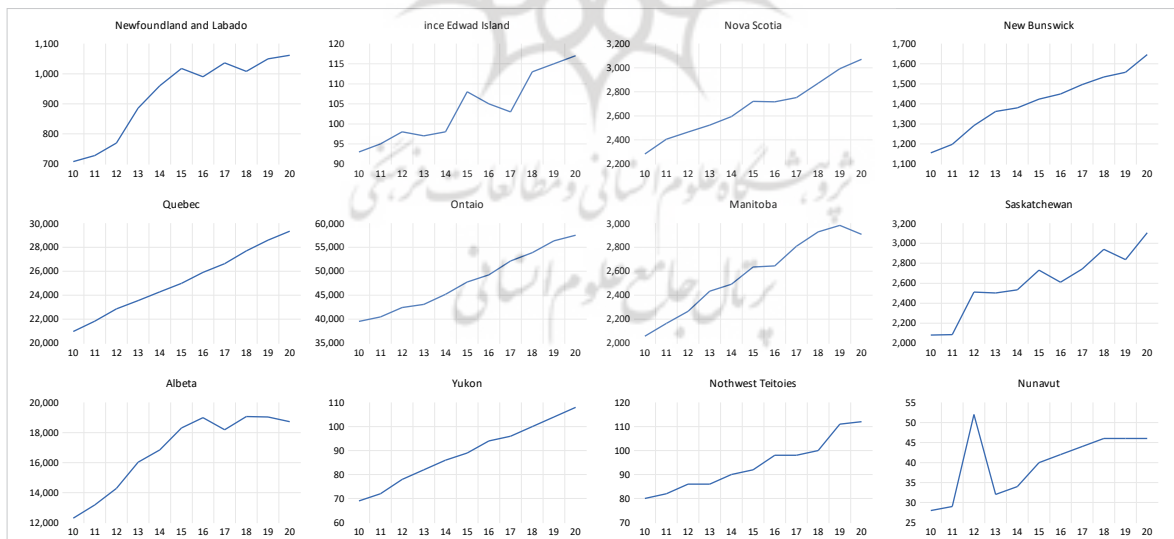 Newfoundland and Labado
ince Edwad Island
Nova Scotia
New Bunswick
1,100
1,000
900
800
700
10 11 12 13 14 15 16 17 18 19 20
120
115
110
105
100
95
90
10 11 12 13 14 15 16 17 18 19 20
3,200
3,000
2,800
2,600
2,400
2,200
10 11 12 13 14 15 16 17 18 19 20
1,700
1,600
1,500
1,400
1,300
1,200
1,100
10 11 12 13 14 15 16 17 18 19 20
Quebec
Ontaio
Manitoba
Saskatchewan
30,000
28,000
26,000
24,000
22,000
20,000
10 11 12 13 14 15 16 17 18 19 20
60,000
55,000
50,000
45,000
40,000
35,000
10 11 12 13 14 15 16 17 18 19 20
3,000
2,800
2,600
2,400
2,200
2,000
10 11 12 13 14 15 16 17 18 19 20
3,200
3,000
2,800
2,600
2,400
2,200
2,000
10 11 12 13 14 15 16 17 18 19 20
Albeta
Yukon
Nothwest Teitoies
Nunavut
20,000
18,000
16,000
14,000
12,000
10 11 12 13 14 15 16 17 18 19 20
110
100
90
80
70
60
10 11 12 13 14 15 16 17 18 19 20
120
110
100
90
80
70
10 11 12 13 14 15 16 17 18 19 20
55
50
45
40
35
30
25
10 11 12 13 14 15 16 17 18 19 20
پژوهشگاه علوم انسانی و مطالعات فرهنگی
پرتال جامع علوم انسانی